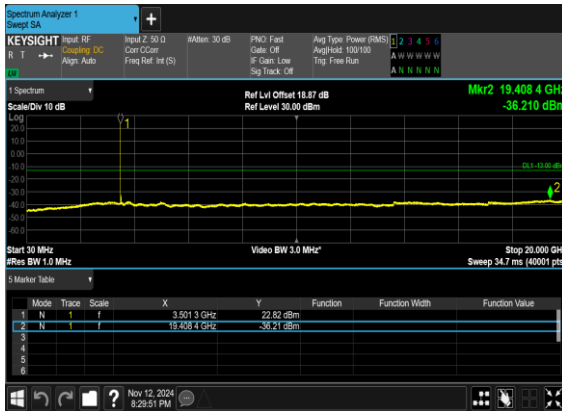 Spectrum Analyzer 1
Swept SA
KEYSIGHT
R T
Input: RF
Coupling: DC
Align: Auto
Input Z: 50 Ω
Corr CCorr
Freq Ref: Int (S)
#Atten: 30 dB
PNO: Fast
Gate: Off
IF Gain: Low
Sig Track: Off
Avg Type: Power (RMS)
Avg|Hold: 100/100
Trig: Free Run
1 2 3 4 5 6
A W W W W W
A N N N N N
1 Spectrum
Scale/Div 10 dB
Ref Lvl Offset 18.87 dB
Ref Level 30.00 dBm
Mkr2 19.408 4 GHz
-36.210 dBm
Log
20.0
10.0
0.00
-10.0
-20.0
-30.0
-40.0
-50.0
-60.0
1
DL1 -13.00 dBm
2
Start 30 MHz
#Res BW 1.0 MHz
Video BW 3.0 MHz*
Stop 20.000 GHz
Sweep 34.7 ms (40001 pts)
5 Marker Table
Mode Trace Scale X Y Function Function Width Function Value
1 N 1 f 3.501 3 GHz 22.82 dBm
2 N 1 f 19.408 4 GHz -36.21 dBm
3
4
5
6
?
Nov 12, 2024
8:29:51 PM